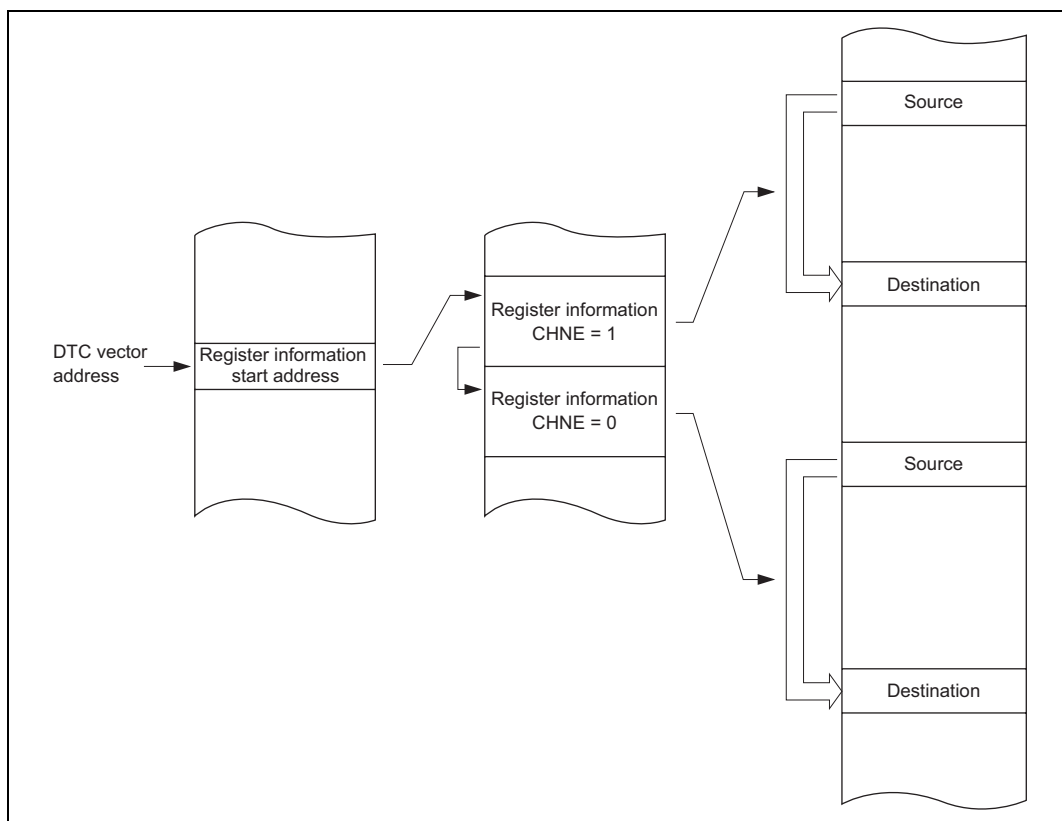 DTC vector
address
Register information
start address
Register information
CHNE = 1
Register information
CHNE = 0
Source
Destination
Source
Destination